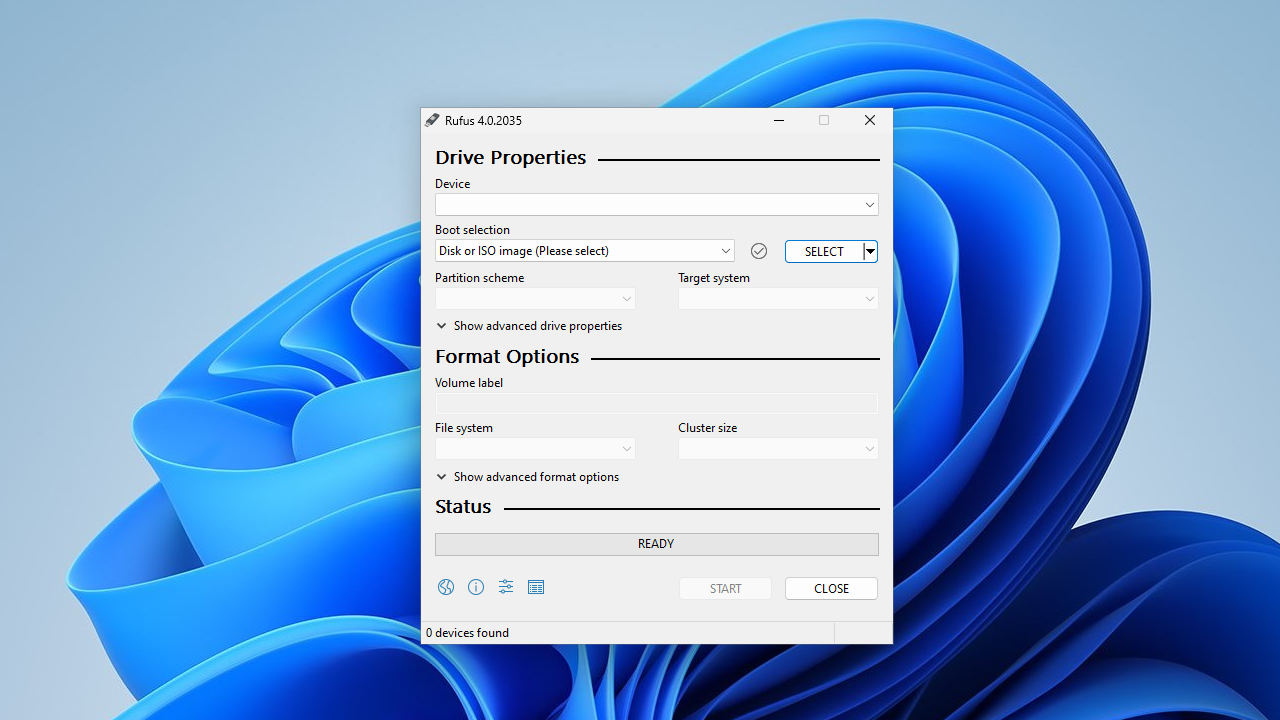 Rufus 4.0.2035
Drive Properties
Device
Boot selection
Disk or ISO image (Please select)
SELECT
Partition scheme
Target system
Show advanced drive properties
Format Options
Volume label
File system
Cluster size
Show advanced format options
Status
READY
START
CLOSE
0 devices found